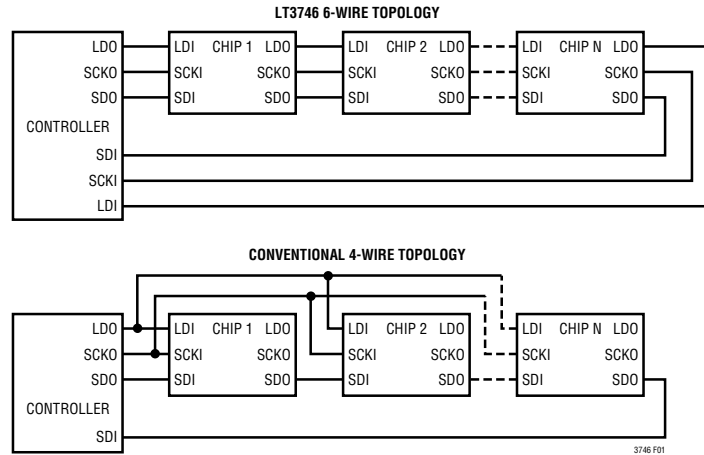 LT3746 6-WIRE TOPOLOGY
LDO LDI CHIP 1 LDO LDI CHIP 2 LDO LDI CHIP N LDO
SCKO SCKI SCKO SCKI SCKO SCKI SCKO
SDO SDI SDO SDI SDO SDI SDO
CONTROLLER
SDI
SCKI
LDI
CONVENTIONAL 4-WIRE TOPOLOGY
LDO LDI CHIP 1 LDO LDI CHIP 2 LDO LDI CHIP N LDO
SCKO SCKI SCKO SCKI SCKO SCKI SCKO
SDO SDI SDO SDI SDO SDI SDO
CONTROLLER
SDI
3746 F01